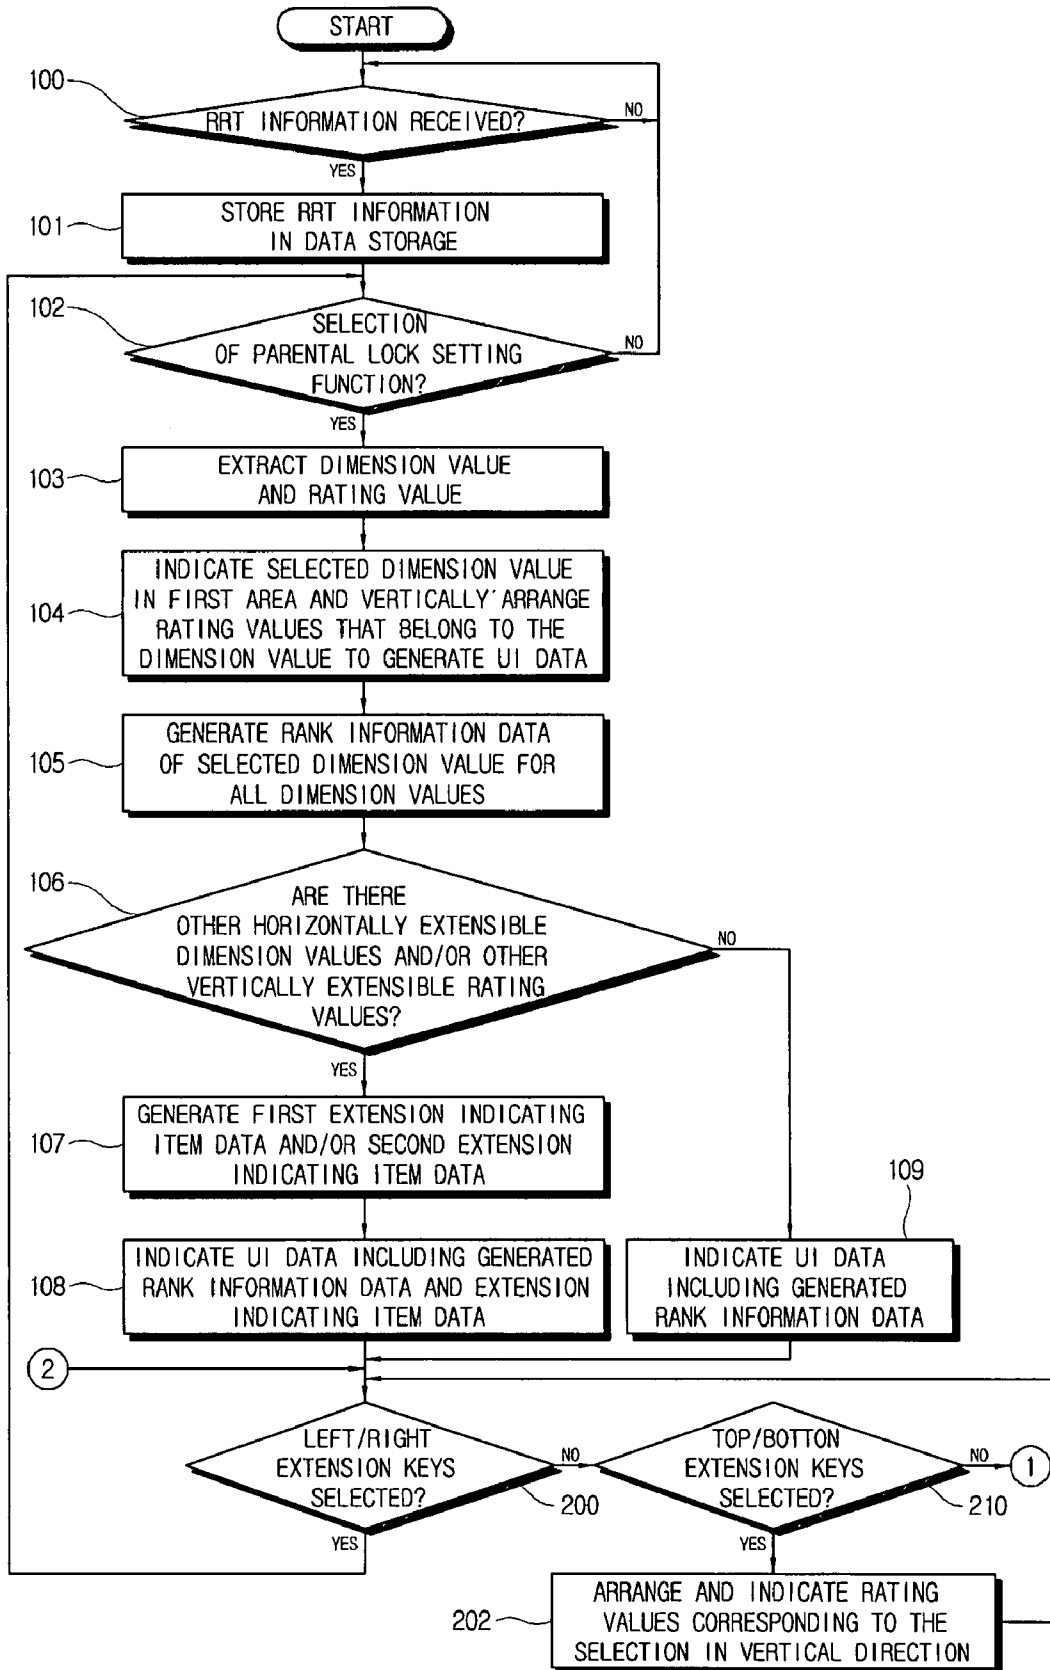 START
100
RRT INFORMATION RECEIVED?
NO
YES
101
STORE RRT INFORMATION
IN DATA STORAGE
102
SELECTION
OF PARENTAL LOCK SETTING
FUNCTION?
NO
YES
103
EXTRACT DIMENSION VALUE
AND RATING VALUE
104
INDICATE SELECTED DIMENSION VALUE
IN FIRST AREA AND VERTICALLY ARRANGE
RATING VALUES THAT BELONG TO THE
DIMENSION VALUE TO GENERATE UI DATA
105
GENERATE RANK INFORMATION DATA
OF SELECTED DIMENSION VALUE FOR
ALL DIMENSION VALUES
106
ARE THERE
OTHER HORIZONTALLY EXTENSIBLE
DIMENSION VALUES AND/OR OTHER
VERTICALLY EXTENSIBLE RATING
VALUES?
NO
YES
107
GENERATE FIRST EXTENSION INDICATING
ITEM DATA AND/OR SECOND EXTENSION
INDICATING ITEM DATA
108
INDICATE UI DATA INCLUDING GENERATED
RANK INFORMATION DATA AND EXTENSION
INDICATING ITEM DATA
109
INDICATE UI DATA
INCLUDING GENERATED
RANK INFORMATION DATA
2
LEFT/RIGHT
EXTENSION KEYS
SELECTED?
NO
200
YES
TOP/BOTTON
EXTENSION KEYS
SELECTED?
NO
1
210
YES
202
ARRANGE AND INDICATE RATING
VALUES CORRESPONDING TO THE
SELECTION IN VERTICAL DIRECTION